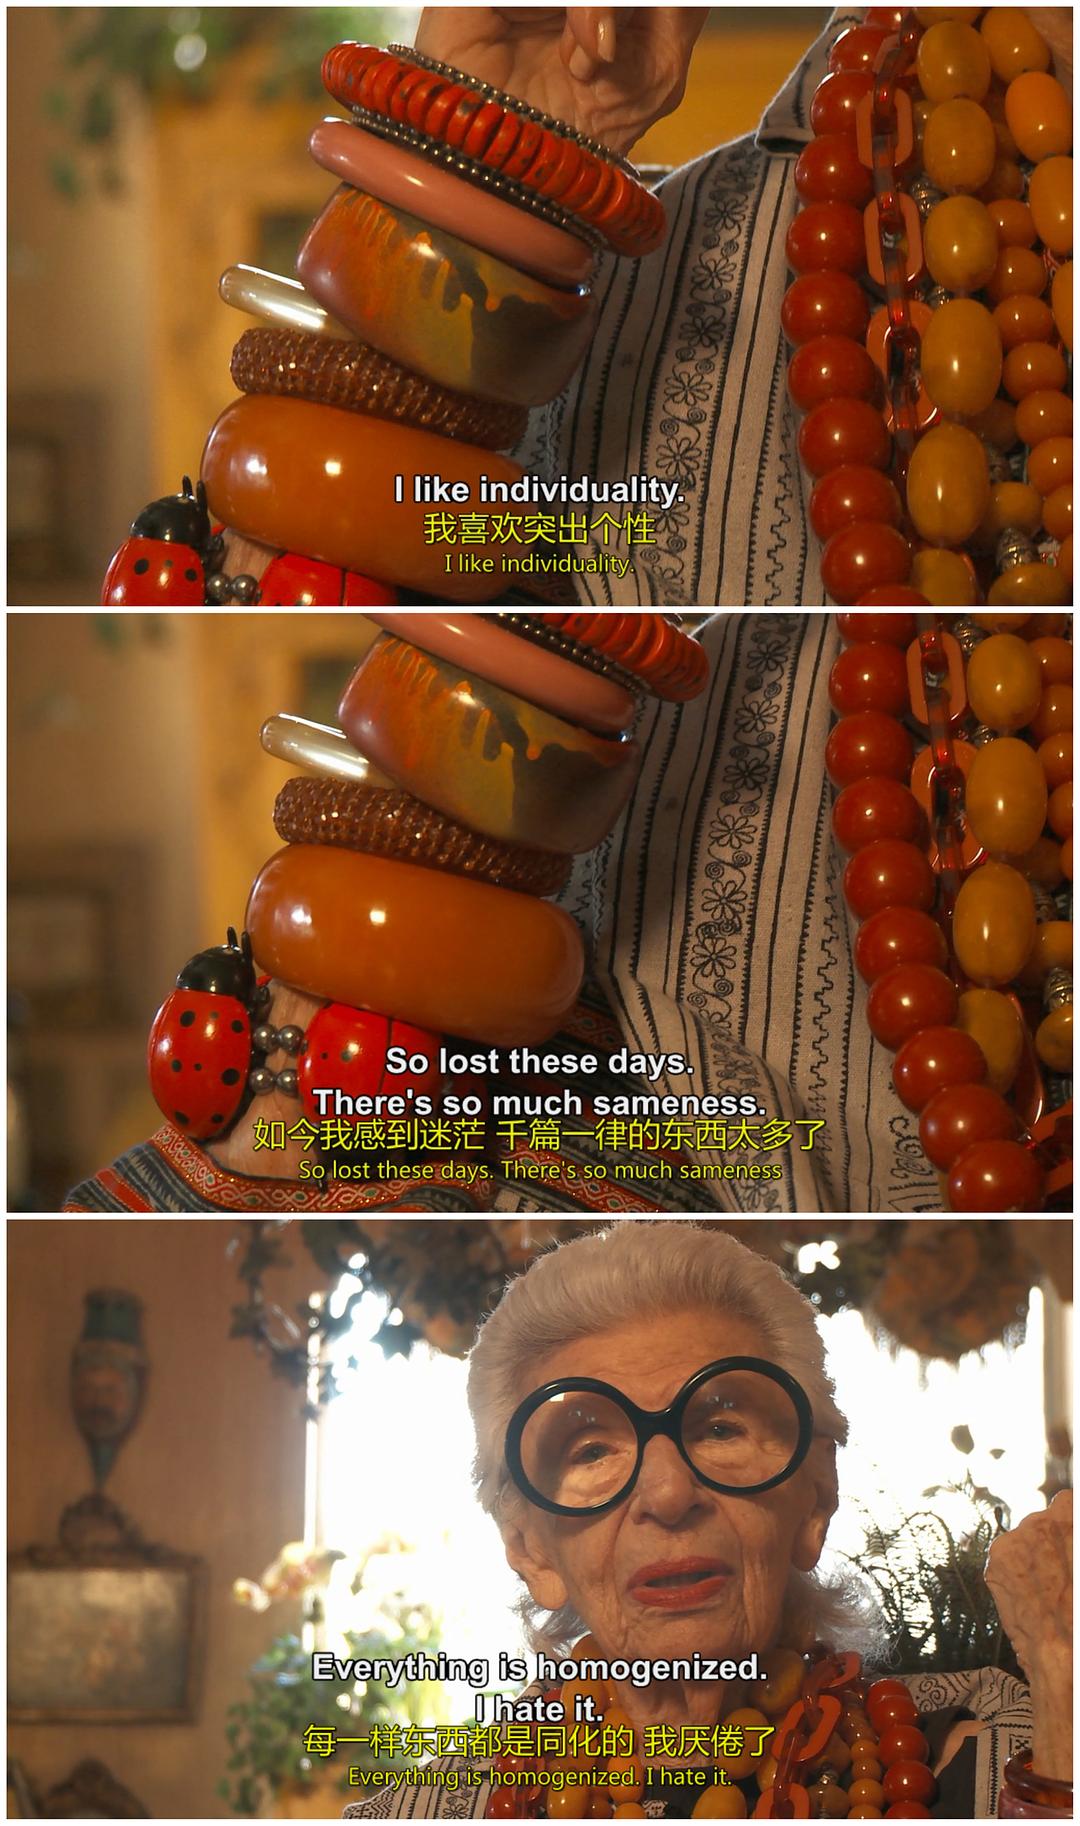 I like individuality.
我喜欢突出个性
I like individuality.
So lost these days.
There's so much sameness.
如今我感到迷茫 千篇一律的东西太多了
So lost these days. There's so much sameness
Everything is homogenized.
I hate it.
每一样东西都是同化的 我厌倦了
Everything is homogenized. I hate it.